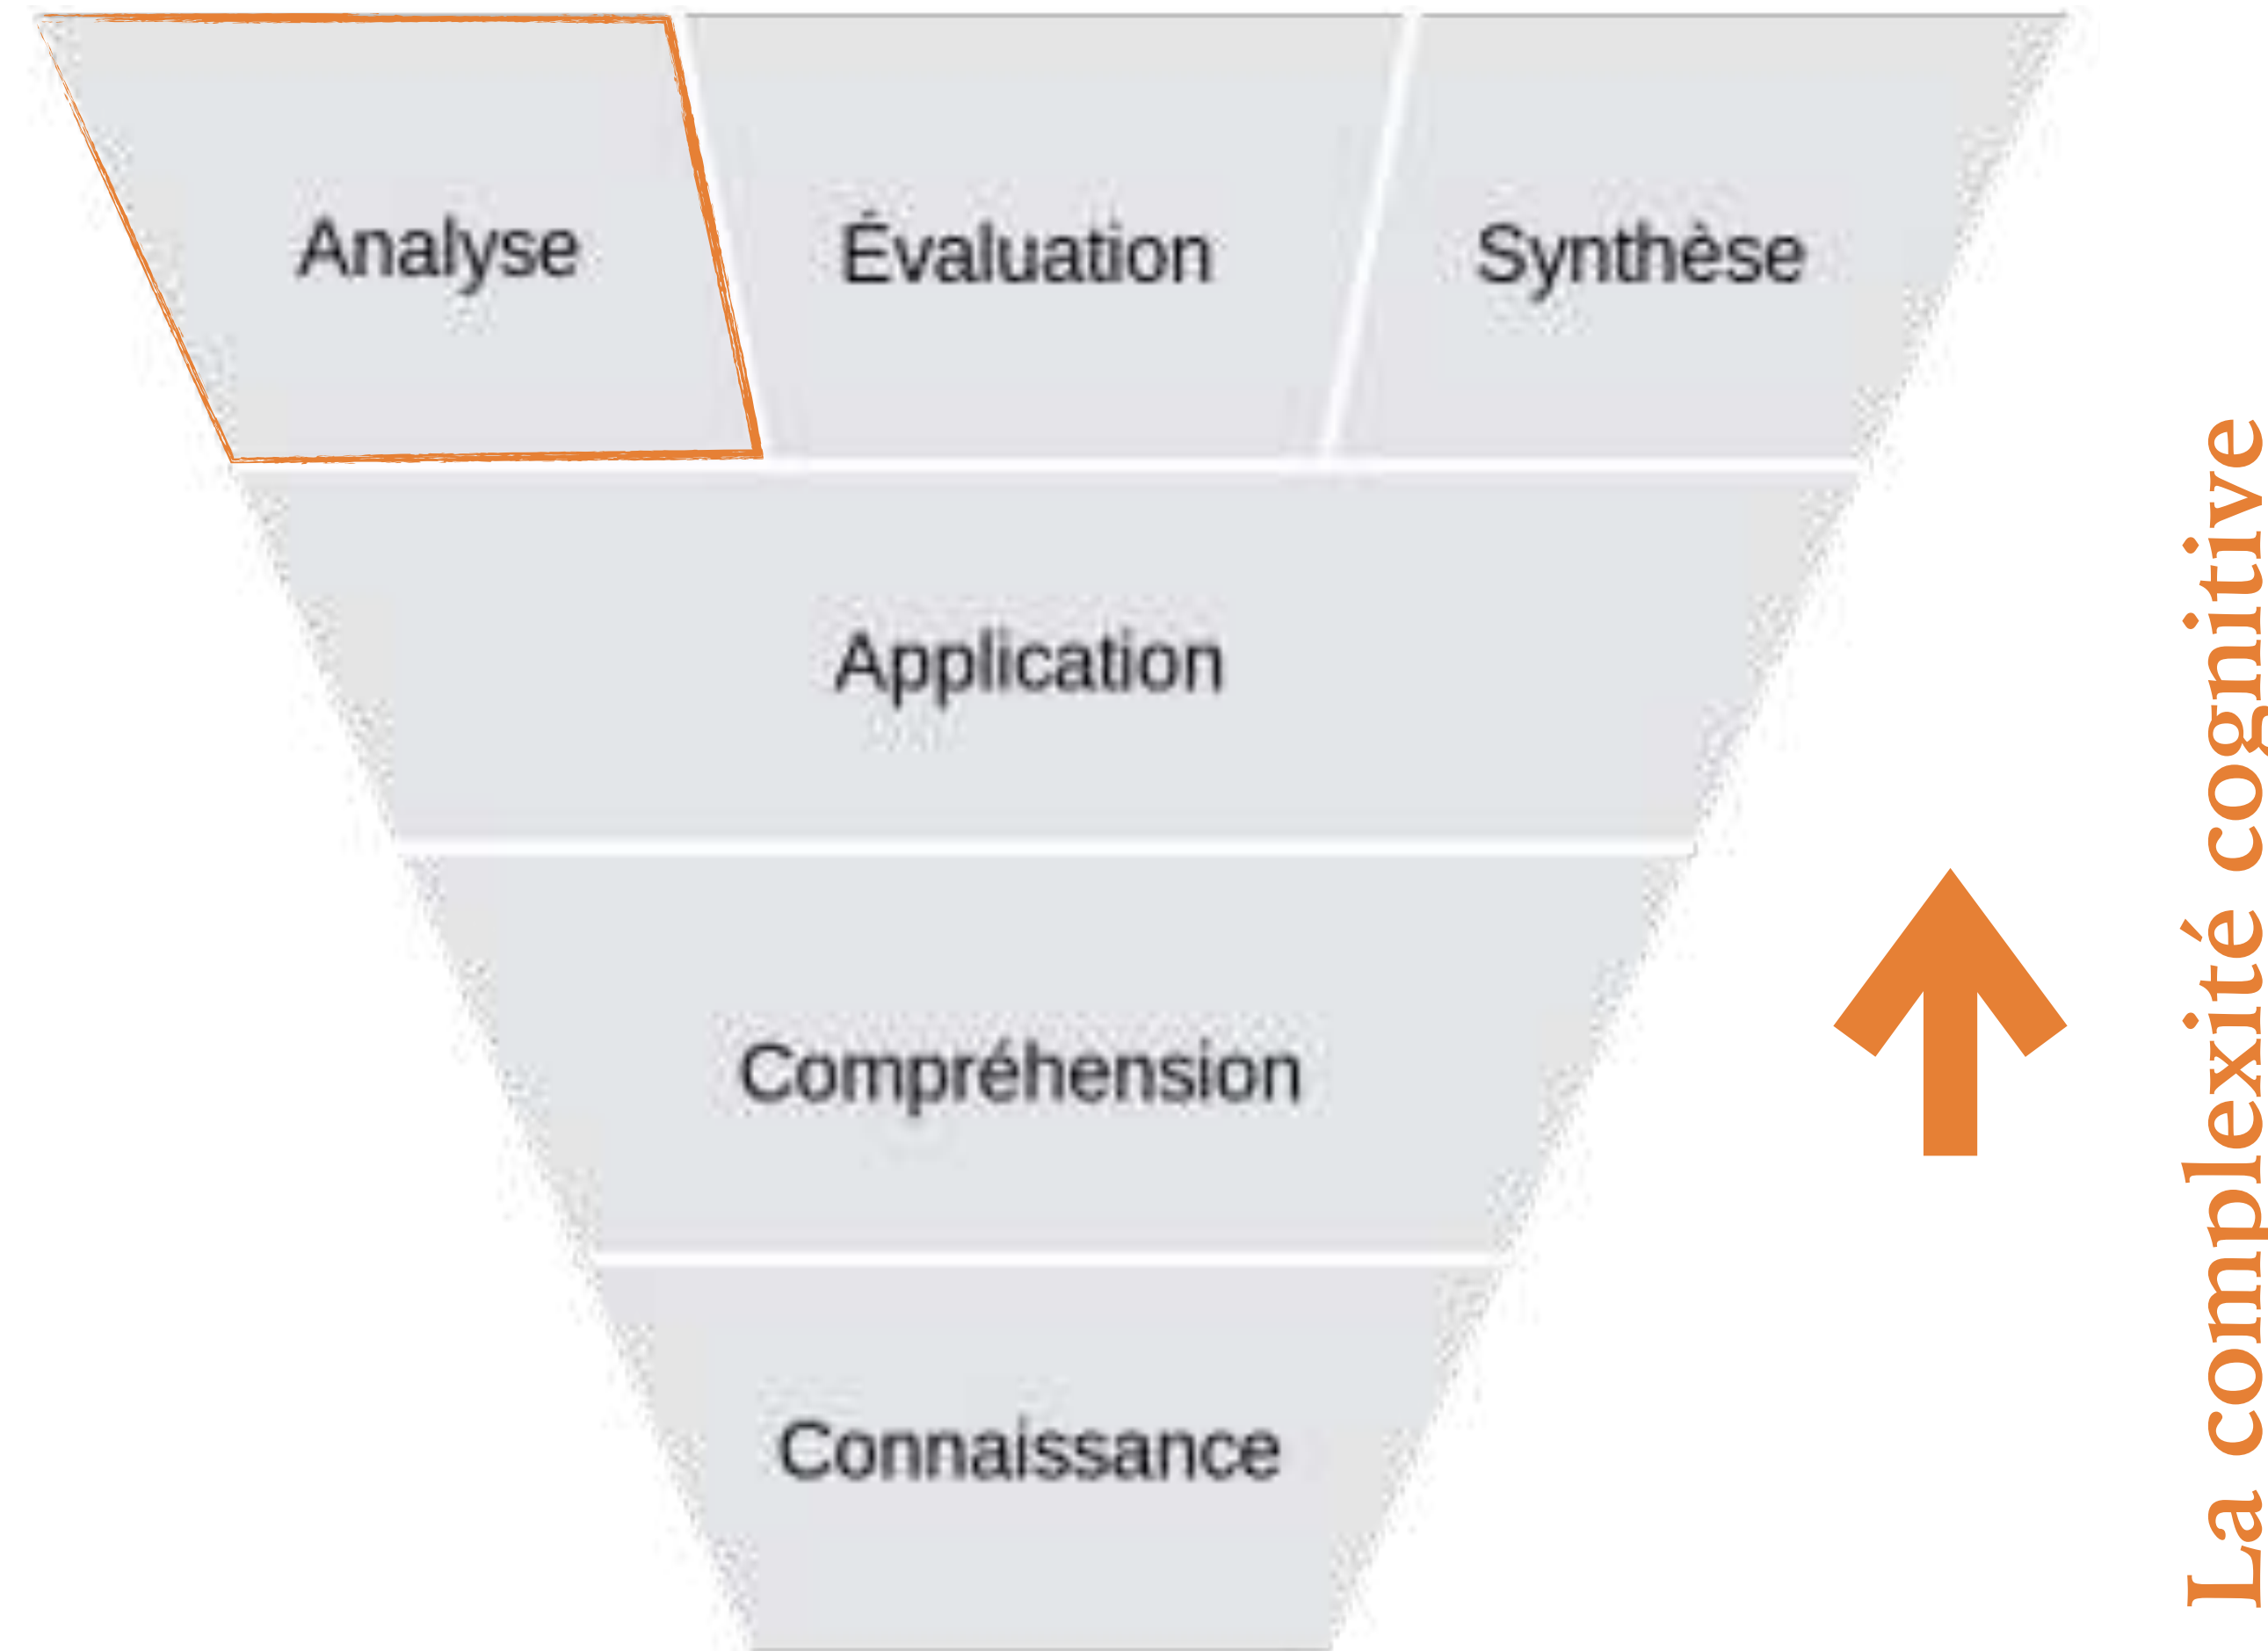 Analyse
Évaluation
Synthèse
Application
Compréhension
Connaissance
La complexité cognitive